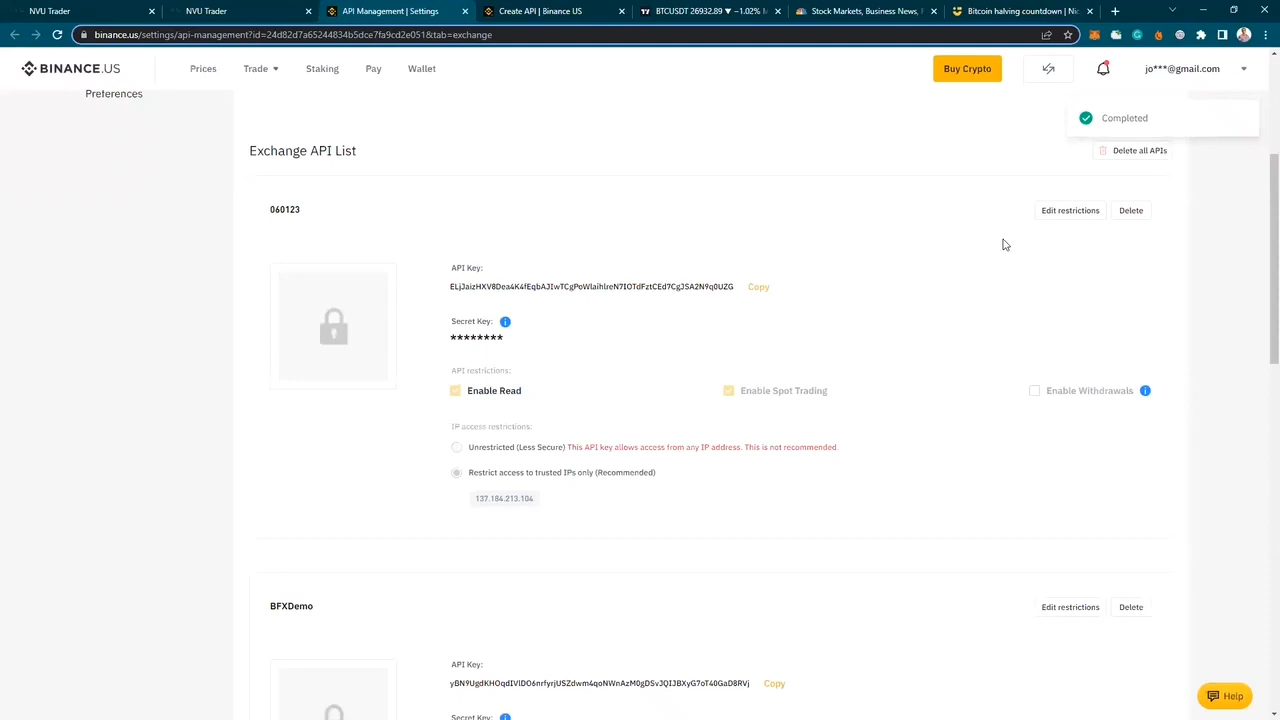 NVU Trader
NVU Trader
API Management | Settings
Create API | Binance US
BTCUSDT 26932.89 ▼ −1.02%
Stock Markets, Business News,
Bitcoin halving countdown | Nic
binance.us/settings/api-management?id=24d82d7a65244834b5dce7fa9cd2e051&tab=exchange
BINANCE.US
Prices
Trade
Staking
Pay
Wallet
Buy Crypto
jo***@gmail.com
Preferences
Completed
Exchange API List
Delete all APIs
060123
Edit restrictions
Delete
API Key:
ELjJaizHXV8Dea4K4fEqbAJIwTCgPoWlaihlreN7IOTdFztCEd7CgJSA2N9q0UZG
Copy
Secret Key:
********
API restrictions:
Enable Read
Enable Spot Trading
Enable Withdrawals
IP access restrictions:
Unrestricted (Less Secure) This API key allows access from any IP address. This is not recommended.
Restrict access to trusted IPs only (Recommended)
137.184.213.104
BFXDemo
Edit restrictions
Delete
API Key:
yBN9UgdKHOqdIVlDO6nrfyrjUSZdwm4qoNWnAzM0gDSvJQIJBXyG7oT40GaD8RVj
Copy
Secret Key:
Help